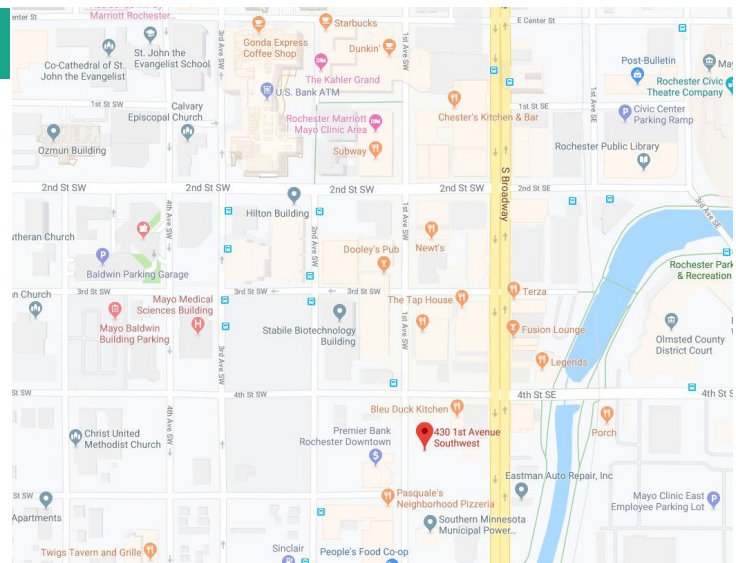 Marriott Rochester...
enter St
Starbucks
E Center St
Gonda Express
Coffee Shop
Dunkin'
3rd Ave SW
1st Ave SW
S
St. John the
Evangelist School
Co-Cathedral of St.
John the Evangelist
The Kahler Grand
Post-Bulletin
May
Rochester Civic
Theatre Company
U.S. Bank ATM
1st St SW
Calvary
Episcopal Church
Rochester Marriott
Mayo Clinic Area
Chester's Kitchen & Bar
1st St SE
1st Ave SE
P
Civic Center
Parking Ramp
Ozmun Building
Subway
Rochester Public Library
2nd St SW
2nd St SW
2nd St SW
2nd St SW
2nd St SE
S Broadway
3rd Ave SE
Hilton Building
4th Ave SW
2nd Ave SW
1st Ave SW
utheran Church
Dooley's Pub
Newt's
P
Baldwin Parking Garage
Rochester Park
& Recreation
n Church
3rd St SW
3rd St SW
3rd St SW
The Tap House
Terza
Mayo Medical
Sciences Building
H
Mayo Baldwin
Building Parking
Stabile Biotechnology
Building
1st Ave SW
Fusion Lounge
Olmsted County
District Court
3rd Ave SW
Legends
4th St SW
4th St SE
4th St S
Bleu Duck Kitchen
4th Ave SW
Christ United
Methodist Church
Premier Bank
Rochester Downtown
$
430 1st Avenue
Southwest
Porch
Eastman Auto Repair, Inc
St SW
Apartments
Pasquale's
Neighborhood Pizzeria
Mayo Clinic East
Employee Parking Lot
P
Southern Minnesota
Municipal Power...
Twigs Tavern and Grille
Sinclair
People's Food Co-op